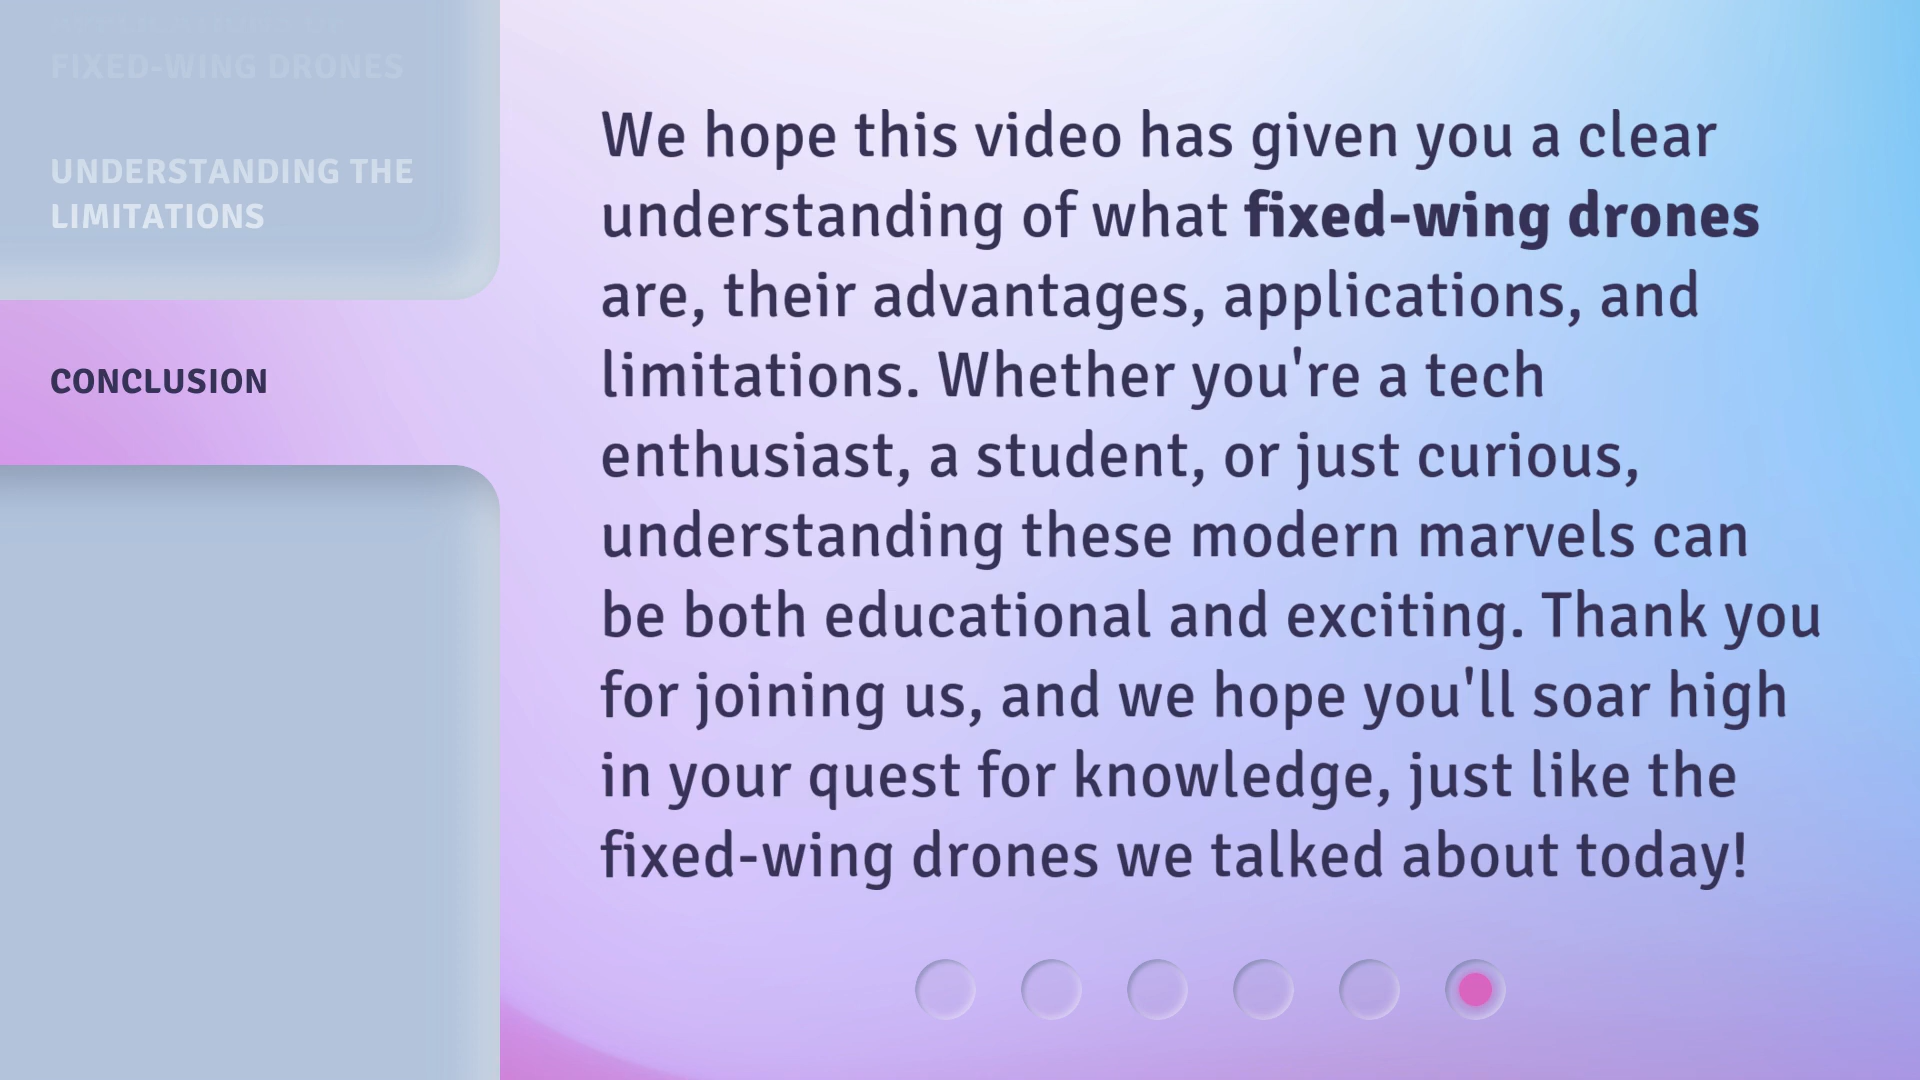 APPLICATIONS OF
FIXED-WING DRONES
UNDERSTANDING THE
LIMITATIONS
CONCLUSION
We hope this video has given you a clear
understanding of what fixed-wing drones
are, their advantages, applications, and
limitations. Whether you're a tech
enthusiast, a student, or just curious,
understanding these modern marvels can
be both educational and exciting. Thank you
for joining us, and we hope you'll soar high
in your quest for knowledge, just like the
fixed-wing drones we talked about today!